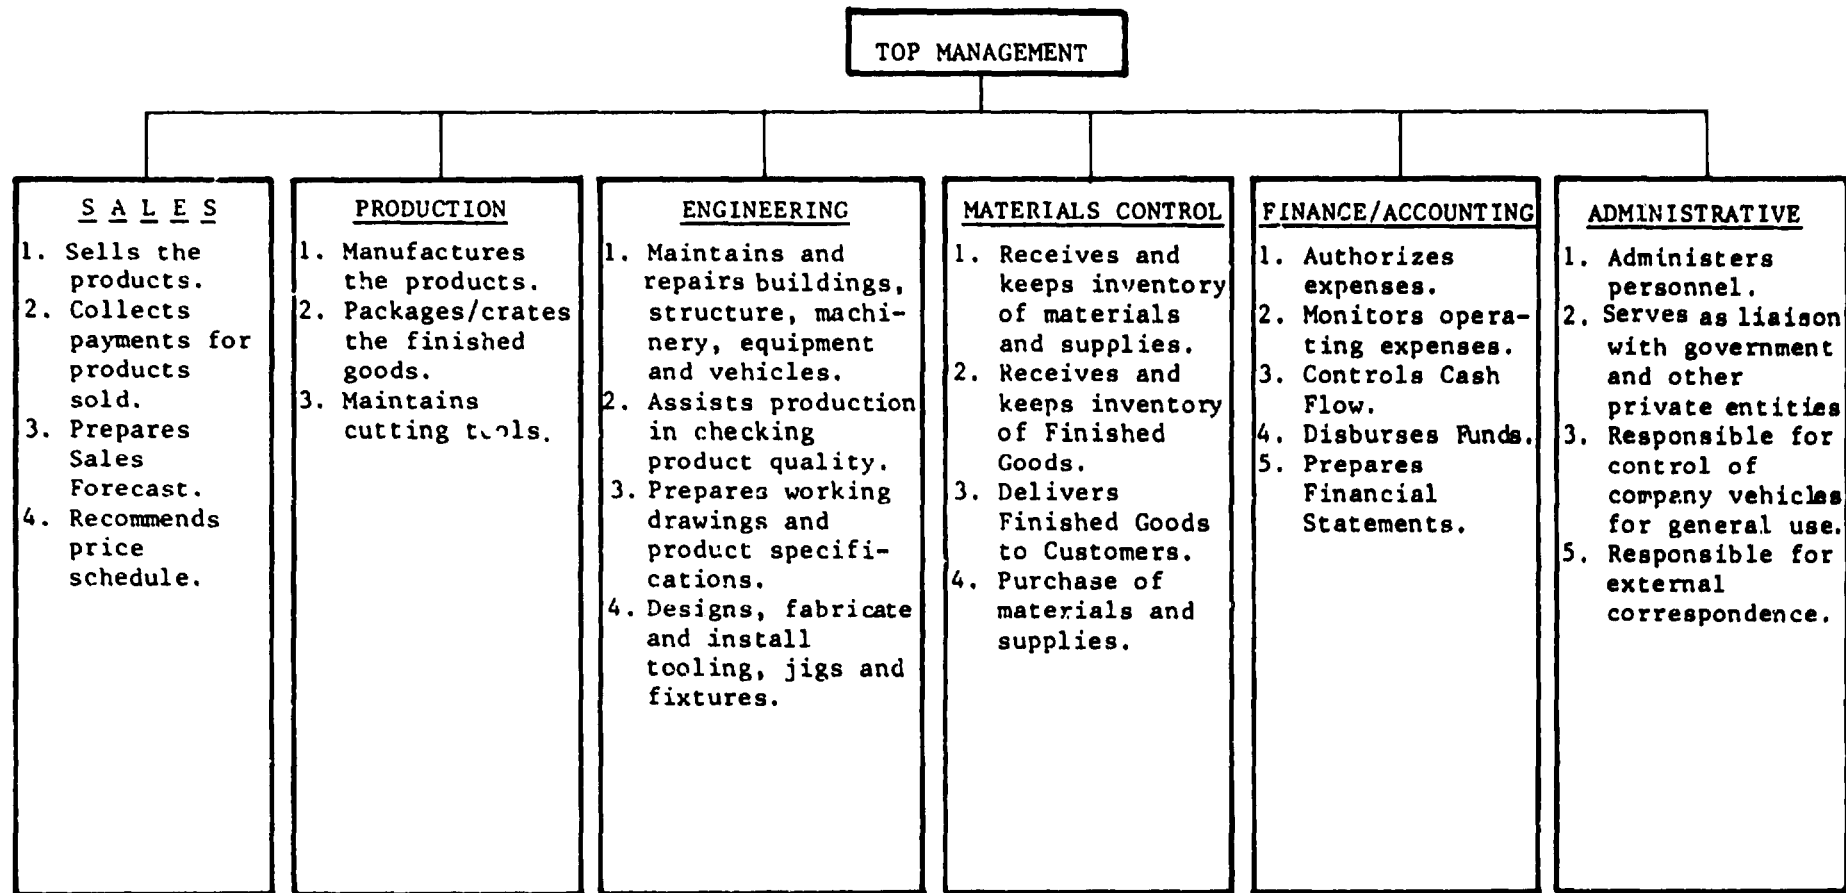 TOP MANAGEMENT
S A L E S
1. Sells the
products.
2. Collects
payments for
products
sold.
3. Prepares
Sales
Forecast.
4. Recommends
price
schedule.
PRODUCTION
1. Manufactures
the products.
2. Packages/crates
the finished
goods.
3. Maintains
cutting tools.
ENGINEERING
1. Maintains and
repairs buildings,
structure, machi-
nery, equipment
and vehicles.
2. Assists production
in checking
product quality.
3. Prepares working
drawings and
product specifi-
cations.
4. Designs, fabricate
and install
tooling, jigs and
fixtures.
MATERIALS CONTROL
1. Receives and
keeps inventory
of materials
and supplies.
2. Receives and
keeps inventory
of Finished
Goods.
3. Delivers
Finished Goods
to Customers.
4. Purchase of
materials and
supplies.
FINANCE/ACCOUNTING
1. Authorizes
expenses.
2. Monitors opera-
ting expenses.
3. Controls Cash
Flow.
4. Disburses Funds.
5. Prepares
Financial
Statements.
ADMINISTRATIVE
1. Administers
personnel.
2. Serves as liaison
with government
and other
private entities
3. Responsible for
control of
company vehicles
for general use.
5. Responsible for
external
correspondence.